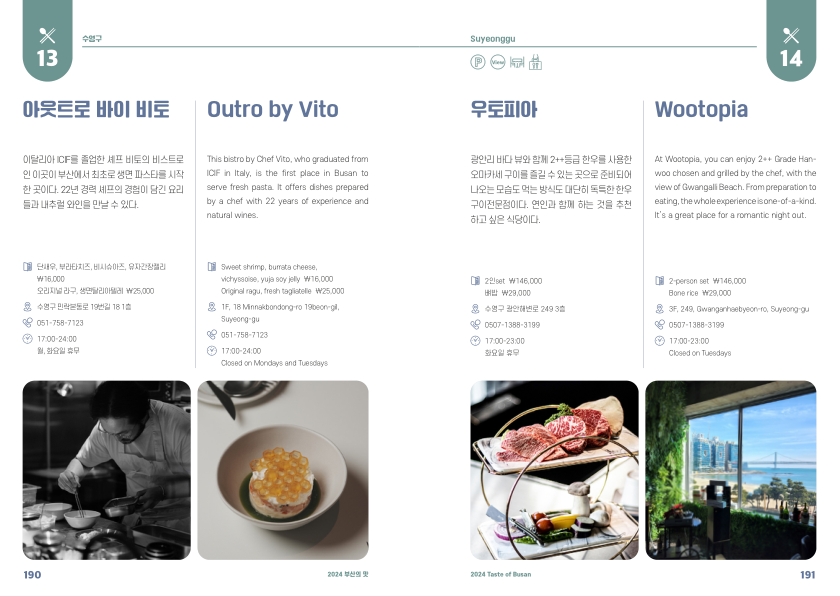 13
수영구
아웃트로 바이 비토
이탈리아 ICIF를 졸업한 셰프 비토의 비스트로
인 이곳이 부산에서 최초로 생면 파스타를 시작
한 곳이다. 22년 경력 셰프의 경험이 담긴 요리
들과 내추럴 와인을 만날 수 있다.
단새우, 부라타치즈, 비시슈아즈, 유자간장젤리
₩16,000
오리지널 라구, 생면탈리아텔레 ₩25,000
수영구 민락본동로 19번길 18 1층
051-758-7123
17:00-24:00
월, 화요일 휴무
Outro by Vito
This bistro by Chef Vito, who graduated from
ICIF in Italy, is the first place in Busan to
serve fresh pasta. It offers dishes prepared
by a chef with 22 years of experience and
natural wines.
Sweet shrimp, burrata cheese,
vichyssoise, yuja soy jelly ₩16,000
Original ragu, fresh tagliatelle ₩25,000
1F, 18 Minnakbondong-ro 19beon-gil,
Suyeong-gu
051-758-7123
17:00-24:00
Closed on Mondays and Tuesdays
190
2024 부산의 맛
Suyeonggu
14
P
View
우토피아
광안리 바다 뷰와 함께 2++등급 한우를 사용한
오마카세 구이를 즐길 수 있는 곳으로 준비되어
나오는 모습도 먹는 방식도 대단히 독특한 한우
구이전문점이다. 연인과 함께 하는 것을 추천
하고 싶은 식당이다.
2인set ₩146,000
뼈밥 ₩29,000
수영구 광안해변로 249 3층
0507-1388-3199
17:00-23:00
화요일 휴무
Wootopia
At Wootopia, you can enjoy 2++ Grade Han-
woo chosen and grilled by the chef, with the
view of Gwangalli Beach. From preparation to
eating, the whole experience is one-of-a-kind.
It's a great place for a romantic night out.
2-person set ₩146,000
Bone rice ₩29,000
3F, 249, Gwanganhaebyeon-ro, Suyeong-gu
0507-1388-3199
17:00-23:00
Closed on Tuesdays
2024 Taste of Busan
191